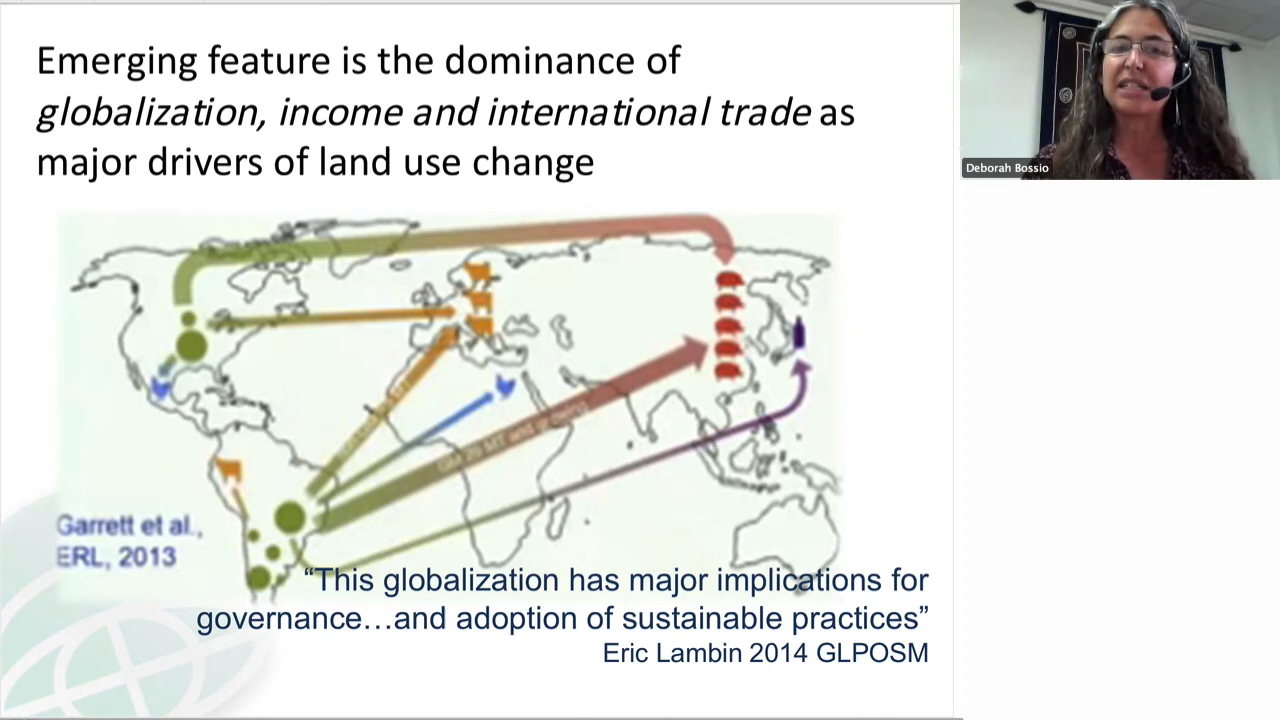 Emerging feature is the dominance of
globalization, income and international trade as
major drivers of land use change
Deborah Bossio
Garrett et al.,
ERL, 2013
“This globalization has major implications for
governance…and adoption of sustainable practices”
Eric Lambin 2014 GLPOSM